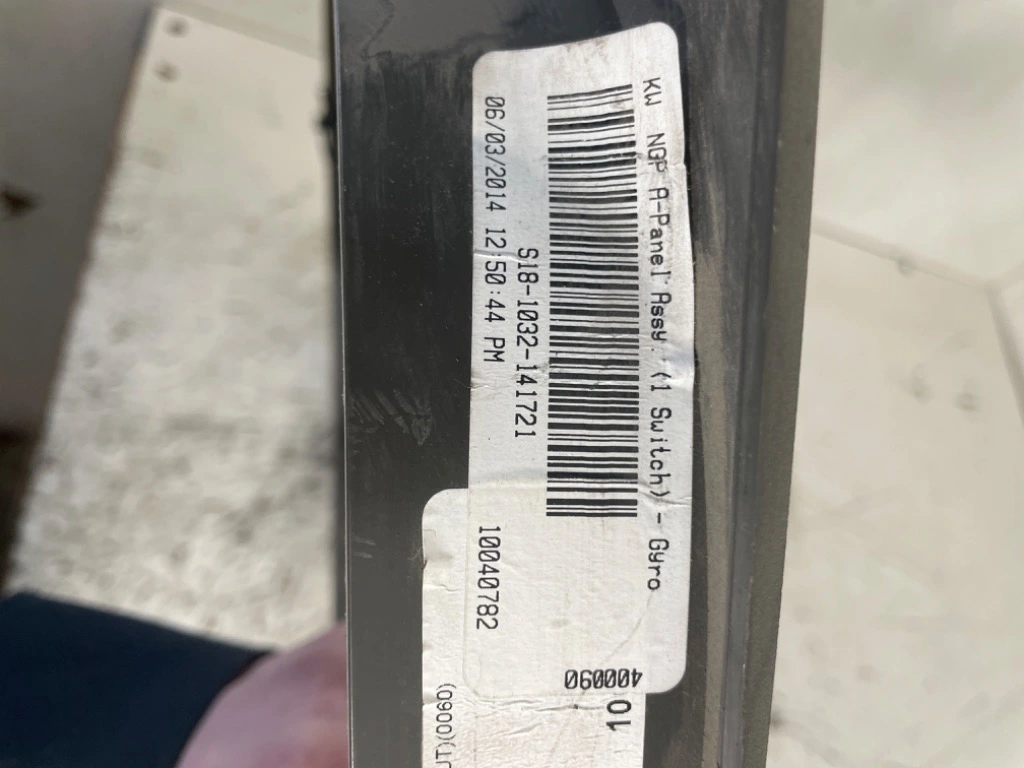 KW NGP A-Panel Assy. (1 Switch) - Gyro
S18-1032-141721
06/03/2014 12:50:44 PM
10040782
400090
10